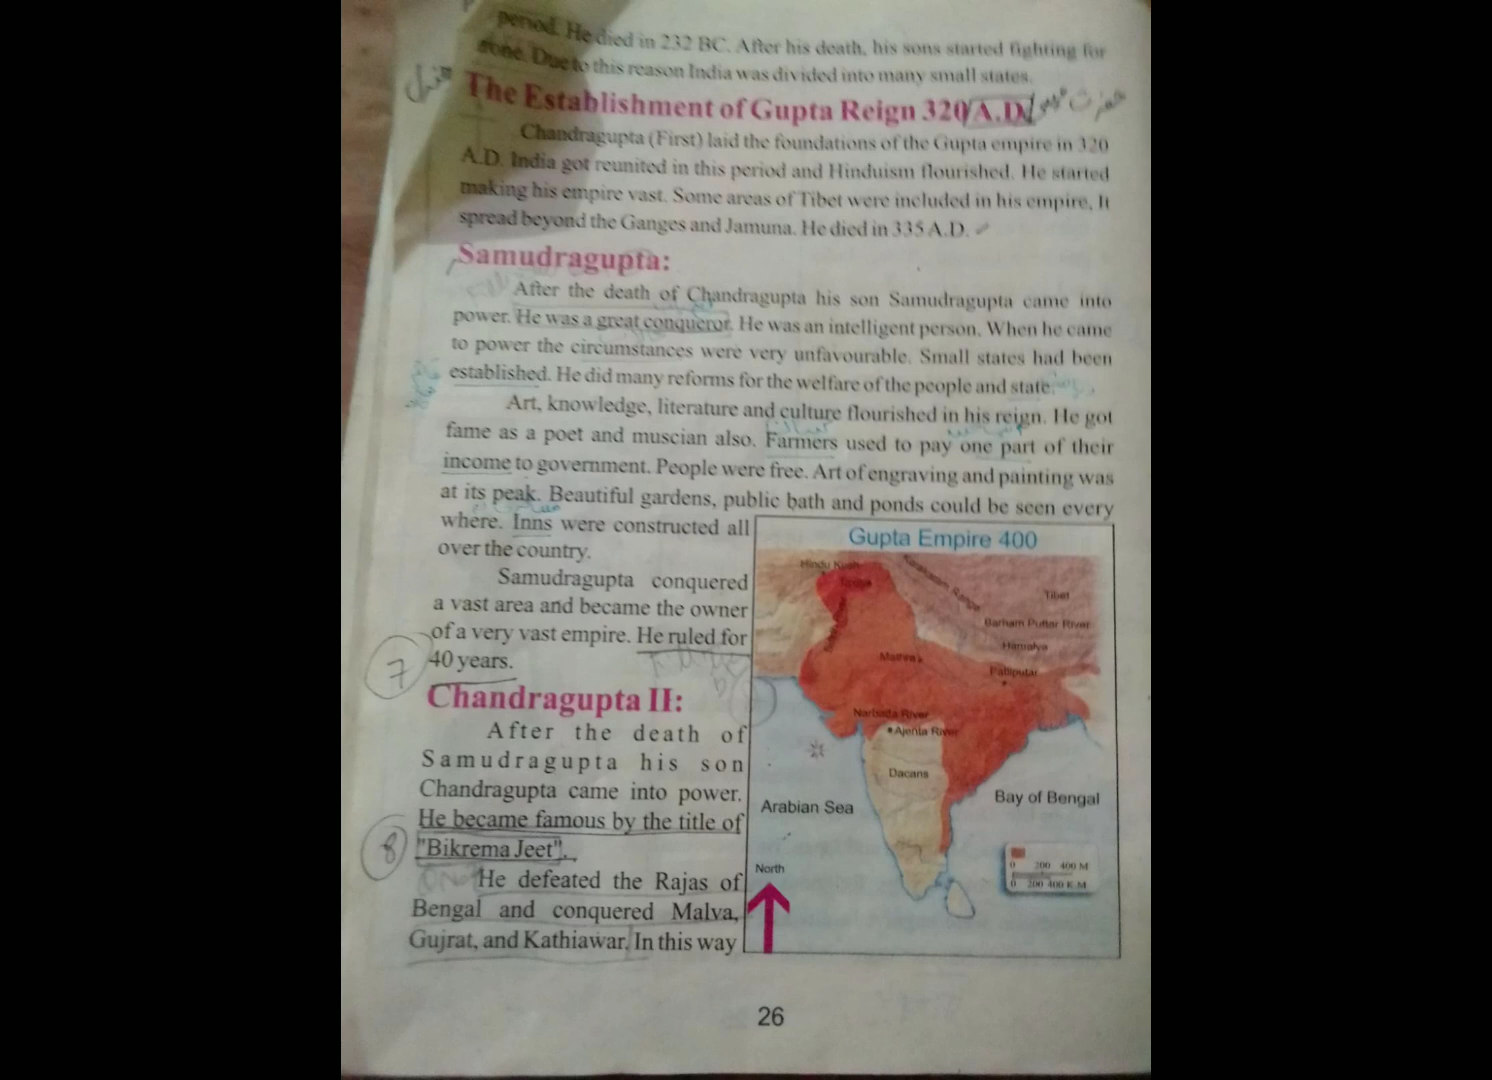 period. He died in 232 BC. After his death, his sons started fighting for
Due to this reason India was divided into many small states.
The Establishment of Gupta Reign 320 A.D
Chandragupta (First) laid the foundations of the Gupta empire in 320
A.D. India got reunited in this period and Hinduism flourished. He started
making his empire vast. Some areas of Tibet were included in his empire. It
spread beyond the Ganges and Jamuna. He died in 335 A.D.
Samudragupta:
After the death of Chandragupta his son Samudragupta came into
power. He was a great conqueror. He was an intelligent person. When he came
to power the circumstances were very unfavourable. Small states had been
established. He did many reforms for the welfare of the people and state.
Art, knowledge, literature and culture flourished in his reign. He got
fame as a poet and muscian also. Farmers used to pay one part of their
income to government. People were free. Art of engraving and painting was
at its peak. Beautiful gardens, public bath and ponds could be seen every
where. Inns were constructed all
over the country.
Samudragupta conquered
a vast area and became the owner
of a very vast empire. He ruled for
40 years.
7
Chandragupta II:
After the death of
Samudragupta his son
Chandragupta came into power.
He became famous by the title of
"Bikrema Jeet".
8
He defeated the Rajas of
Bengal and conquered Malva,
Gujrat, and Kathiawar. In this way
Gupta Empire 400
Hindu Kush
Karakoram Range
Tibet
Barham Puttar River
Hamalya
Mathra
Patliputar
Narbada River
Ajenta River
Dacans
Arabian Sea
Bay of Bengal
North
0 200 400 M
0 200 400 K.M
26